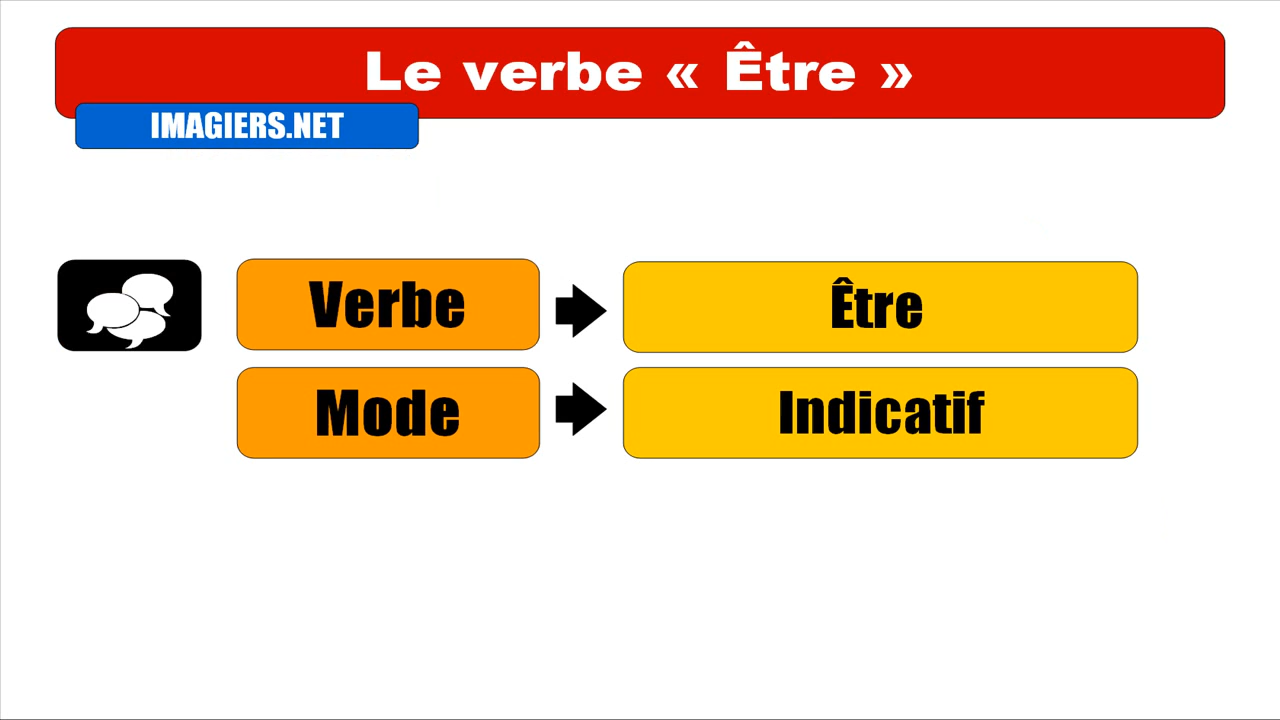 Le verbe « Être »
IMAGIERS.NET
Verbe
Être
Mode
Indicatif